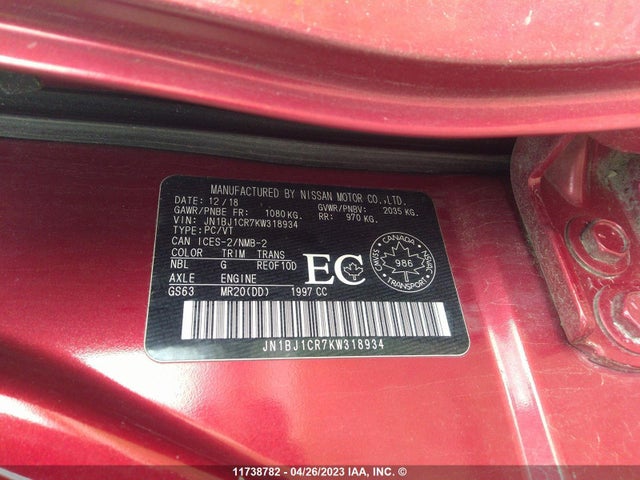 MANUFACTURED BY NISSAN MOTOR CO.,LTD.
DATE: 12/18 GVWR/PNBV: 2035 KG.
GAWR/PNBE FR: 1080 KG. RR: 970 KG.
VIN: JN1BJ1CR7KW318934
TYPE: PC/VT
CAN ICES-2/NMB-2
COLOR TRIM TRANS
NBL G RE0F10D
AXLE ENGINE
GS63 MR20(DD) 1997 CC
EC
CANADA
986
TRANSPORT
JN1BJ1CR7KW318934
11738782 - 04/26/2023 IAA, INC. ©